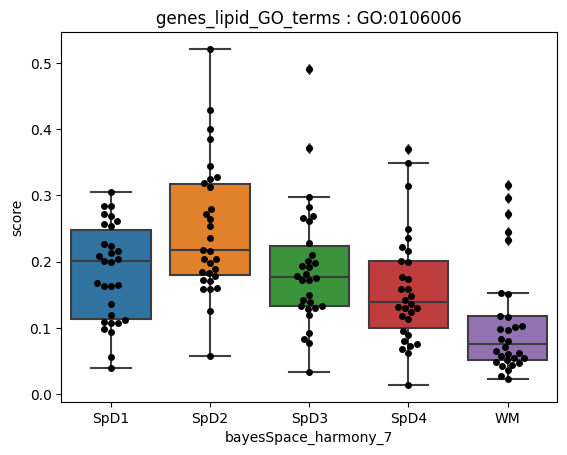 genes_lipid_GO_terms : GO:0106006
score
0.5
0.4
0.3
0.2
0.1
0.0
SpD1 SpD2 SpD3 SpD4 WM
bayesSpace_harmony_7